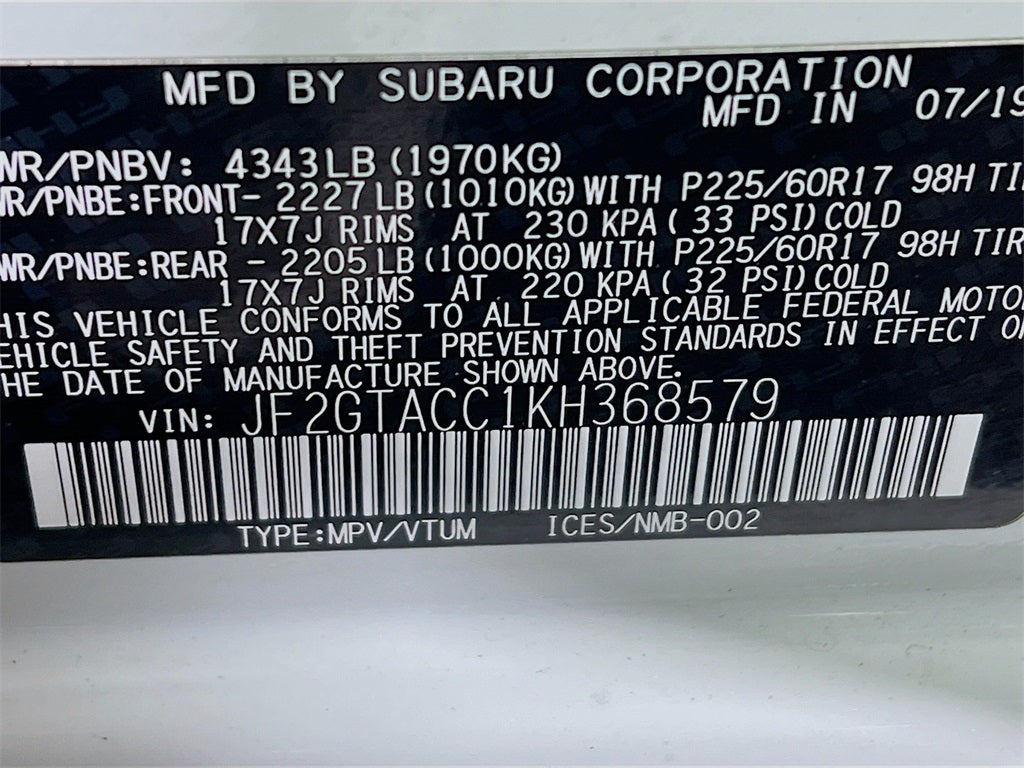 MFD BY SUBARU CORPORATION
MFD IN 07/19
WR/PNBV: 4343LB (1970KG)
WR/PNBE:FRONT- 2227LB (1010KG) WITH P225/60R17 98H TI
17X7J RIMS AT 230 KPA( 33 PSI) COLD
WR/PNBE:REAR - 2205LB (1000KG) WITH P225/60R17 98H TIR
17X7J RIMS AT 220 KPA( 32 PSI) COLD
HIS VEHICLE CONFORMS TO ALL APPLICABLE FEDERAL MOTO
EHICLE SAFETY AND THEFT PREVENTION STANDARDS IN EFFECT O
HE DATE OF MANUFACTURE SHOWN ABOVE.
VIN: JF2GTACC1KH368579
TYPE:MPV/VTUM ICES/NMB-002